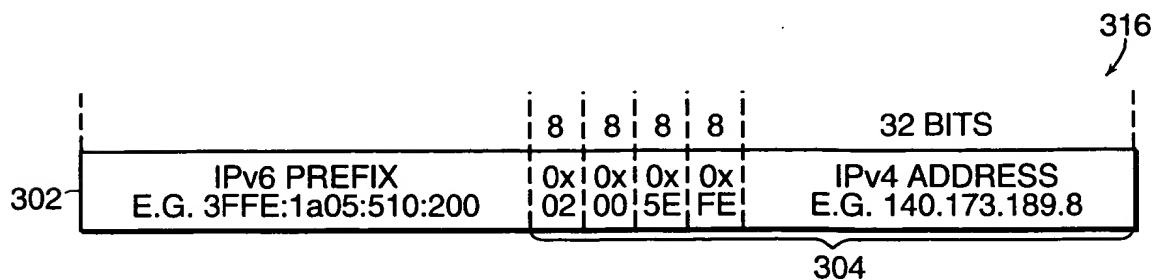 316
8 8 8 8 32 BITS
302 IPv6 PREFIX 0x 0x 0x 0x IPv4 ADDRESS
E.G. 3FFE:1a05:510:200 02 00 5E FE E.G. 140.173.189.8
304